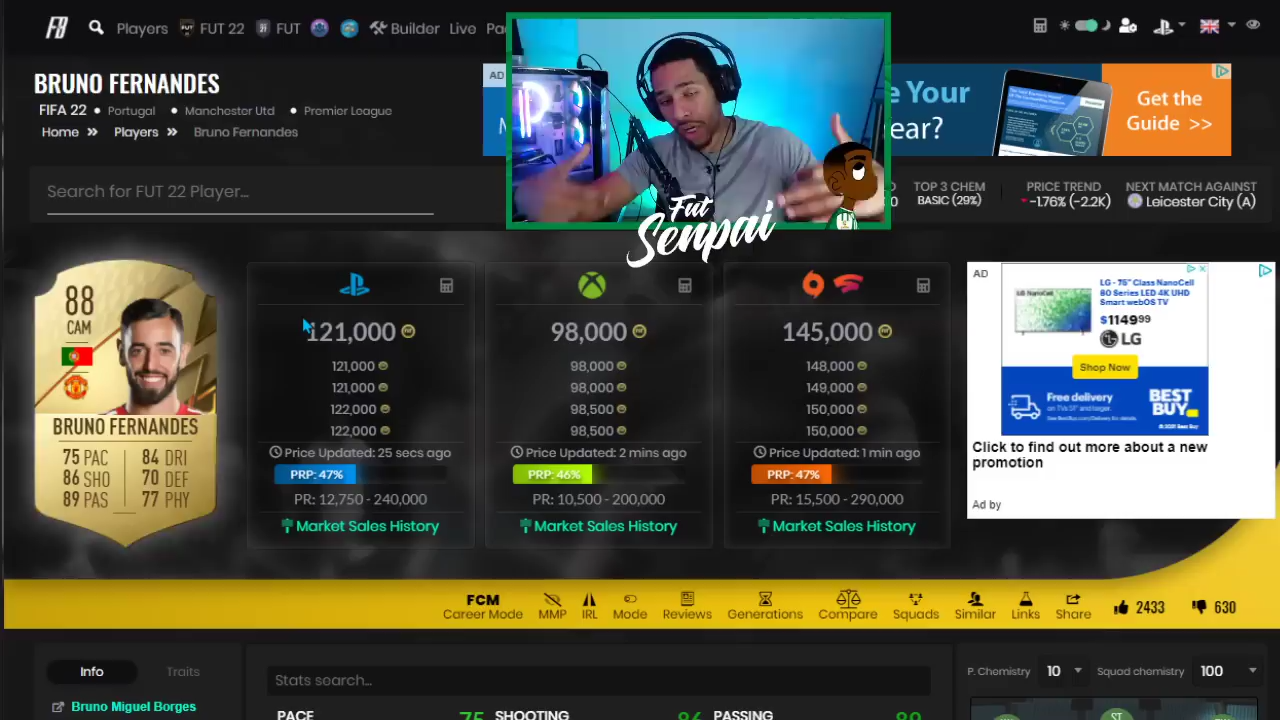 FB Players FUT 22 FUT Builder Live
BRUNO FERNANDES
FIFA 22 • Portugal • Manchester Utd • Premier League
Home » Players » Bruno Fernandes
AD
e Your
ear?
Get the
Guide >>
Search for FUT 22 Player...
TOP 3 CHEM
BASIC (29%)
PRICE TREND
-1.76% (-2.2K)
NEXT MATCH AGAINST
Leicester City (A)
Fut
Senpai
88
CAM
BRUNO FERNANDES
75 PAC 84 DRI
86 SHO 70 DEF
89 PAS 77 PHY
121,000
121,000
121,000
122,000
122,000
Price Updated: 25 secs ago
PRP: 47%
PR: 12,750 - 240,000
Market Sales History
98,000
98,000
98,000
98,500
98,500
Price Updated: 2 mins ago
PRP: 46%
PR: 10,500 - 200,000
Market Sales History
145,000
148,000
149,000
150,000
150,000
Price Updated: 1 min ago
PRP: 47%
PR: 15,500 - 290,000
Market Sales History
AD
LG - 75" Class NanoCell
80 Series LED 4K UHD
Smart webOS TV
$1149.99
LG
Shop Now
Free delivery
BEST
BUY
Click to find out more about a new
promotion
Ad by
FCM
Career Mode MMP IRL Mode Reviews Generations Compare Squads Similar Links Share 2433 630
Info Traits
Stats search...
P. Chemistry 10 Squad chemistry 100
Bruno Miguel Borges
PACE 75 SHOOTING 86 PASSING 89
ST